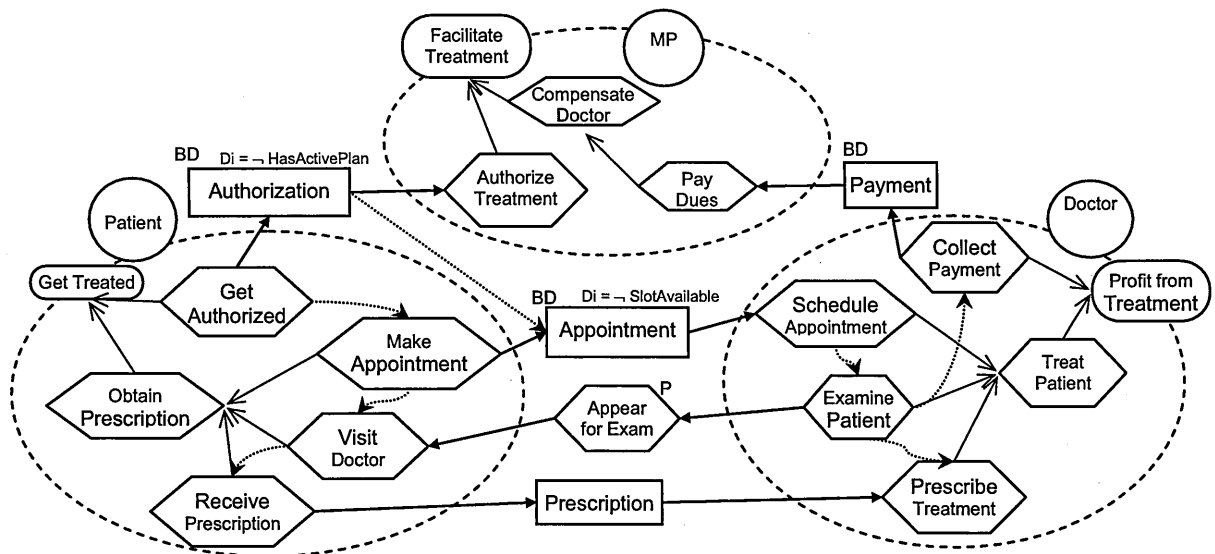 Facilitate
Treatment
MP
Compensate
Doctor
BD
Di = ¬ HasActivePlan
Authorization
Authorize
Treatment
Pay
Dues
BD
Payment
Patient
Doctor
Get Treated
Get
Authorized
Collect
Payment
Profit from
Treatment
BD
Di = ¬ SlotAvailable
Appointment
Schedule
Appointment
Make
Appointment
Treat
Patient
Obtain
Prescription
P
Appear
for Exam
Examine
Patient
Visit
Doctor
Receive
Prescription
Prescription
Prescribe
Treatment